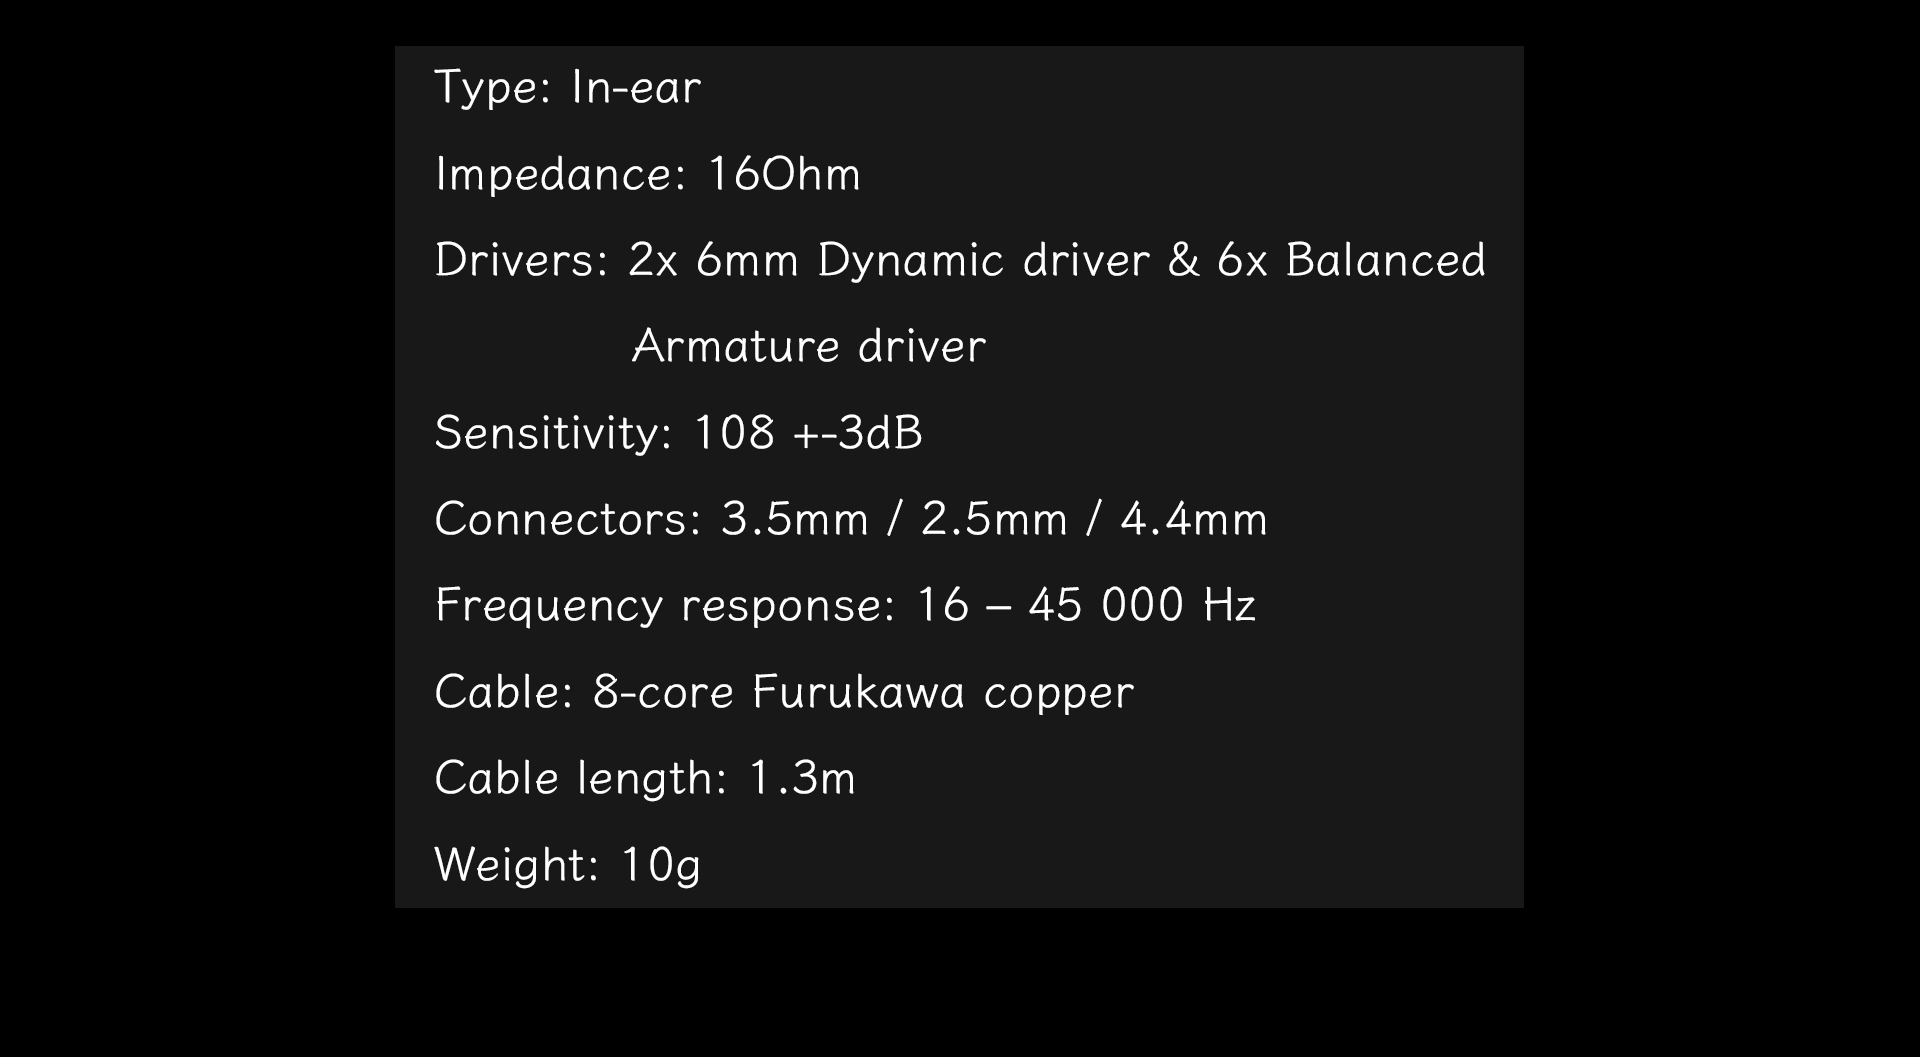 Type: In-ear
Impedance: 16Ohm
Drivers: 2x 6mm Dynamic driver & 6x Balanced
Armature driver
Sensitivity: 108 +-3dB
Connectors: 3.5mm / 2.5mm / 4.4mm
Frequency response: 16 – 45 000 Hz
Cable: 8-core Furukawa copper
Cable length: 1.3m
Weight: 10g